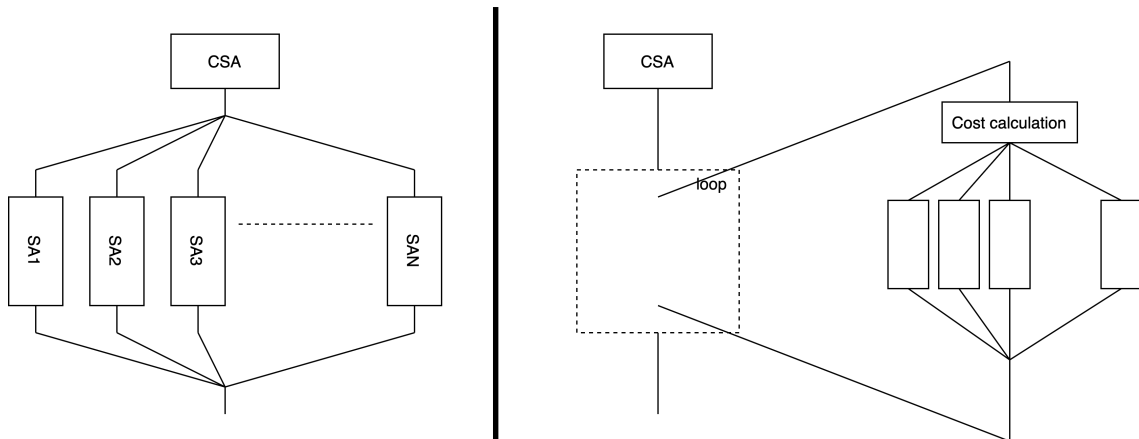 CSA
SA1
SA2
SA3
SAN
CSA
loop
Cost calculation